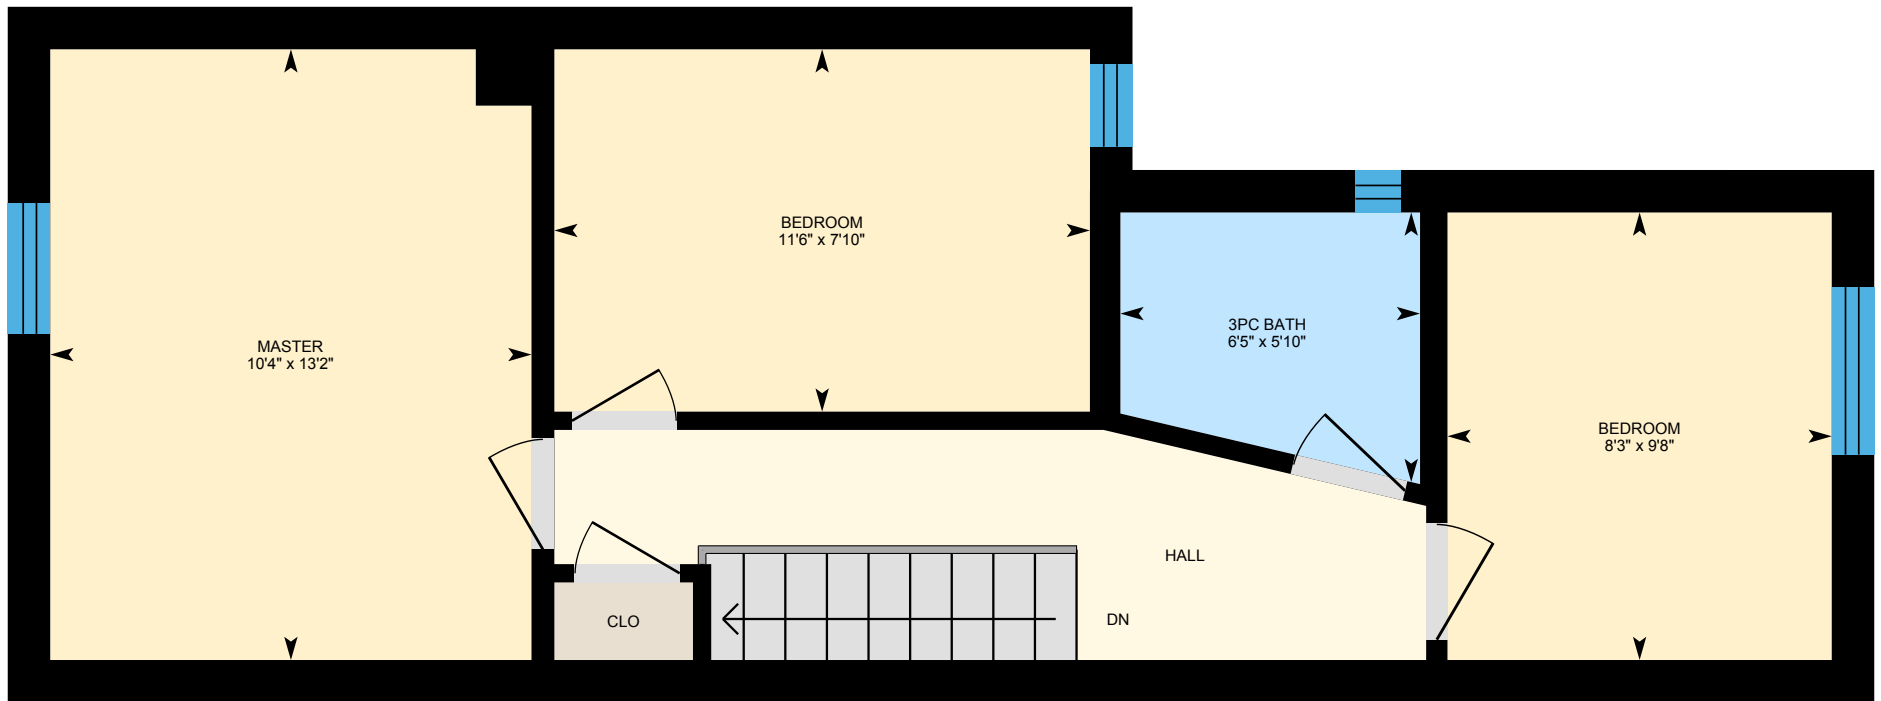 BEDROOM
11'6" x 7'10"
MASTER
10'4" x 13'2"
3PC BATH
6'5" x 5'10"
BEDROOM
8'3" x 9'8"
HALL
CLO
DN